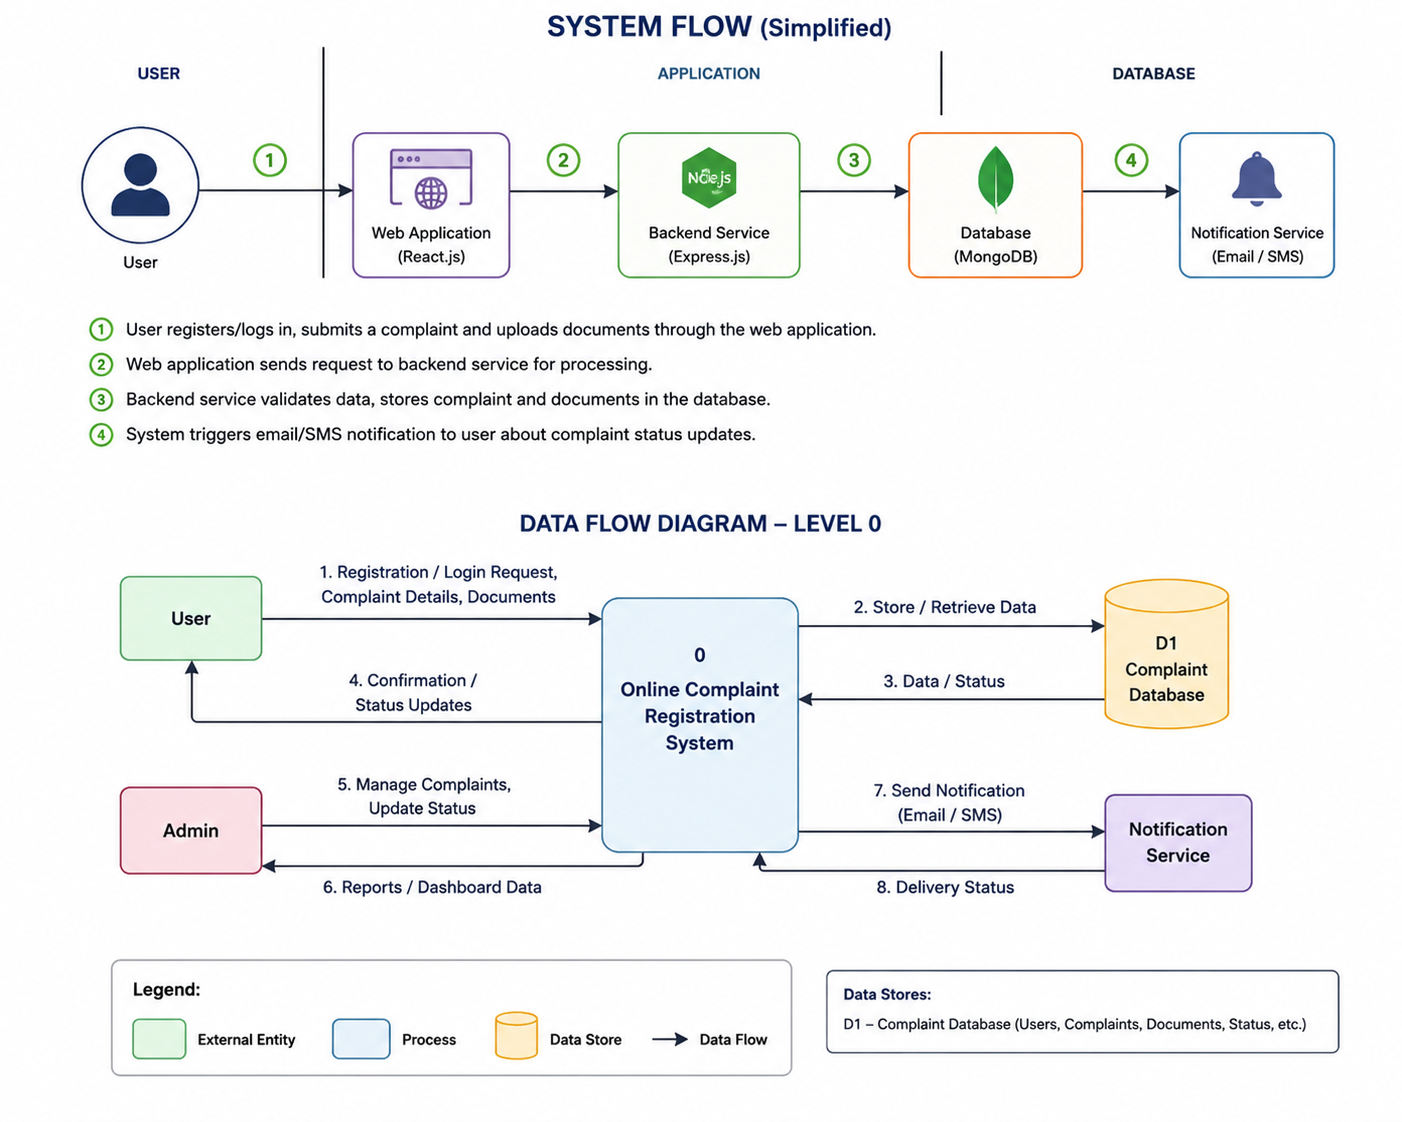 SYSTEM FLOW (Simplified)
USER
APPLICATION
DATABASE
1
2
3
4
User
Web Application
(React.js)
Backend Service
(Express.js)
Database
(MongoDB)
Notification Service
(Email / SMS)
1 User registers/logs in, submits a complaint and uploads documents through the web application.
2 Web application sends request to backend service for processing.
3 Backend service validates data, stores complaint and documents in the database.
4 System triggers email/SMS notification to user about complaint status updates.
DATA FLOW DIAGRAM – LEVEL 0
User
1. Registration / Login Request,
Complaint Details, Documents
4. Confirmation /
Status Updates
0
Online Complaint
Registration
System
2. Store / Retrieve Data
3. Data / Status
D1
Complaint
Database
Admin
5. Manage Complaints,
Update Status
6. Reports / Dashboard Data
7. Send Notification
(Email / SMS)
8. Delivery Status
Notification
Service
Legend:
External Entity
Process
Data Store
Data Flow
Data Stores:
D1 – Complaint Database (Users, Complaints, Documents, Status, etc.)